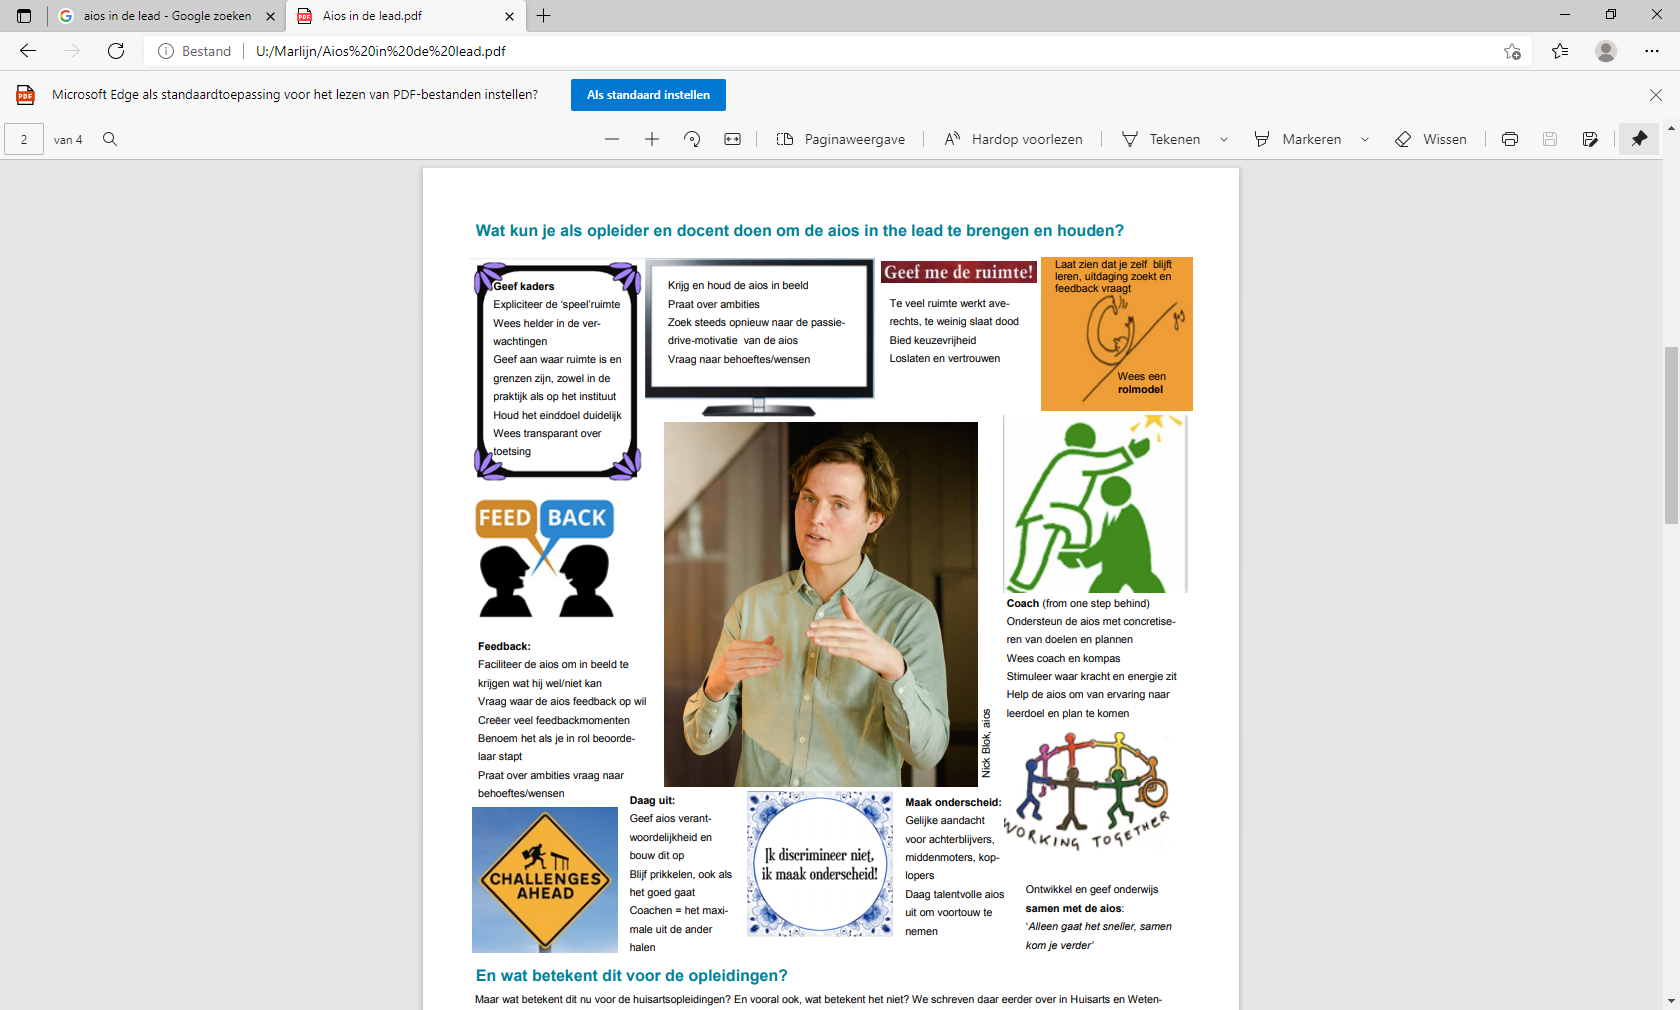 aios in de lead - Google zoeken
Aios in de lead.pdf
Bestand
U:/Marlijn/Aios%20in%20de%20lead.pdf
Microsoft Edge als standaardtoepassing voor het lezen van PDF-bestanden instellen?
Als standaard instellen
2 van 4
Paginaweergave
Hardop voorlezen
Tekenen
Markeren
Wissen
Wat kun je als opleider en docent doen om de aios in the lead te brengen en houden?
Geef kaders
Expliciteer de ‘speel’ruimte
Wees helder in de ver-
wachtingen
Geef aan waar ruimte is en
grenzen zijn, zowel in de
praktijk als op het instituut
Houd het einddoel duidelijk
Wees transparant over
toetsing
Krijg en houd de aios in beeld
Praat over ambities
Zoek steeds opnieuw naar de passie-
drive-motivatie van de aios
Vraag naar behoeftes/wensen
Geef me de ruimte!
Te veel ruimte werkt ave-
rechts, te weinig slaat dood
Bied keuzevrijheid
Loslaten en vertrouwen
Laat zien dat je zelf blijft
leren, uitdaging zoekt en
feedback vraagt
Wees een
rolmodel
FEED BACK
Feedback:
Faciliteer de aios om in beeld te
krijgen wat hij wel/niet kan
Vraag waar de aios feedback op wil
Creëer veel feedbackmomenten
Benoem het als je in rol beoorde-
laar stapt
Praat over ambities vraag naar
behoeftes/wensen
Nick Blok, aios
Coach (from one step behind)
Ondersteun de aios met concretise-
ren van doelen en plannen
Wees coach en kompas
Stimuleer waar kracht en energie zit
Help de aios om van ervaring naar
leerdoel en plan te komen
CHALLENGES
AHEAD
Daag uit:
Geef aios verant-
woordelijkheid en
bouw dit op
Blijf prikkelen, ook als
het goed gaat
Coachen = het maxi-
male uit de ander
halen
Ik discrimineer niet,
ik maak onderscheid!
Maak onderscheid:
Gelijke aandacht
voor achterblijvers,
middenmoters, kop-
lopers
Daag talentvolle aios
uit om voortouw te
nemen
WORKING TOGETHER
Ontwikkel en geef onderwijs
samen met de aios:
‘Alleen gaat het sneller, samen
kom je verder’
En wat betekent dit voor de opleidingen?
Maar wat betekent dit nu voor de huisartsopleidingen? En vooral ook, wat betekent het niet? We schreven daar eerder over in Huisarts en Weten-